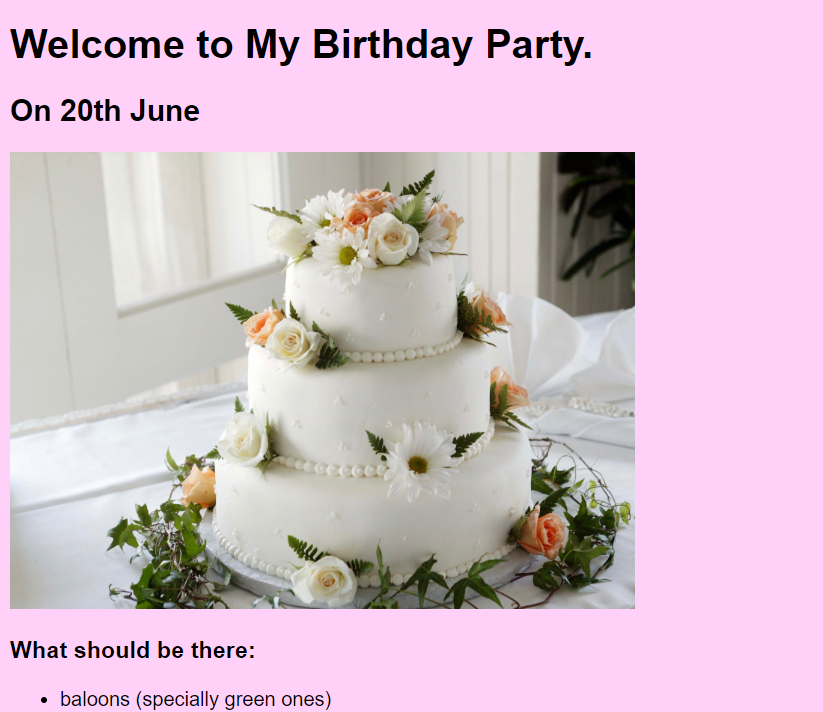 Welcome to My Birthday Party.
On 20th June
What should be there:
• baloons (specially green ones)